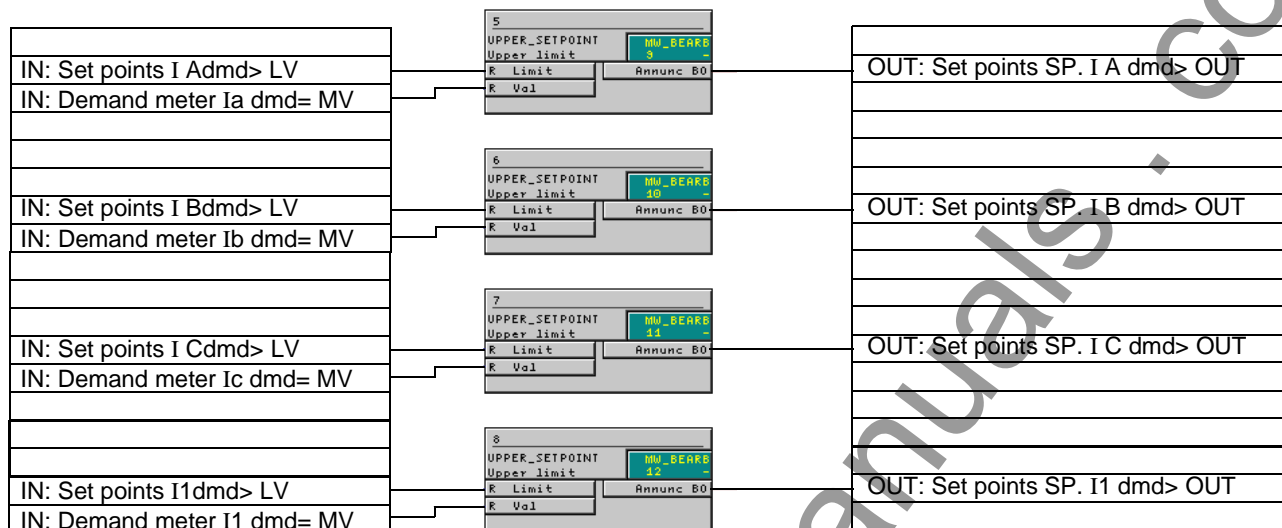 5
UPPER_SETPOINT MW_BEARB
Upper limit 9 -
IN: Set points I Admd> LV R Limit Annunc BO OUT: Set points SP. I A dmd> OUT
IN: Demand meter Ia dmd= MV R Val
6
UPPER_SETPOINT MW_BEARB
Upper limit 10 -
IN: Set points I Bdmd> LV R Limit Annunc BO OUT: Set points SP. I B dmd> OUT
IN: Demand meter Ib dmd= MV R Val
7
UPPER_SETPOINT MW_BEARB
Upper limit 11 -
IN: Set points I Cdmd> LV R Limit Annunc BO OUT: Set points SP. I C dmd> OUT
IN: Demand meter Ic dmd= MV R Val
8
UPPER_SETPOINT MW_BEARB
Upper limit 12 -
IN: Set points I1dmd> LV R Limit Annunc BO OUT: Set points SP. I1 dmd> OUT
IN: Demand meter I1 dmd= MV R Val
anuals . co